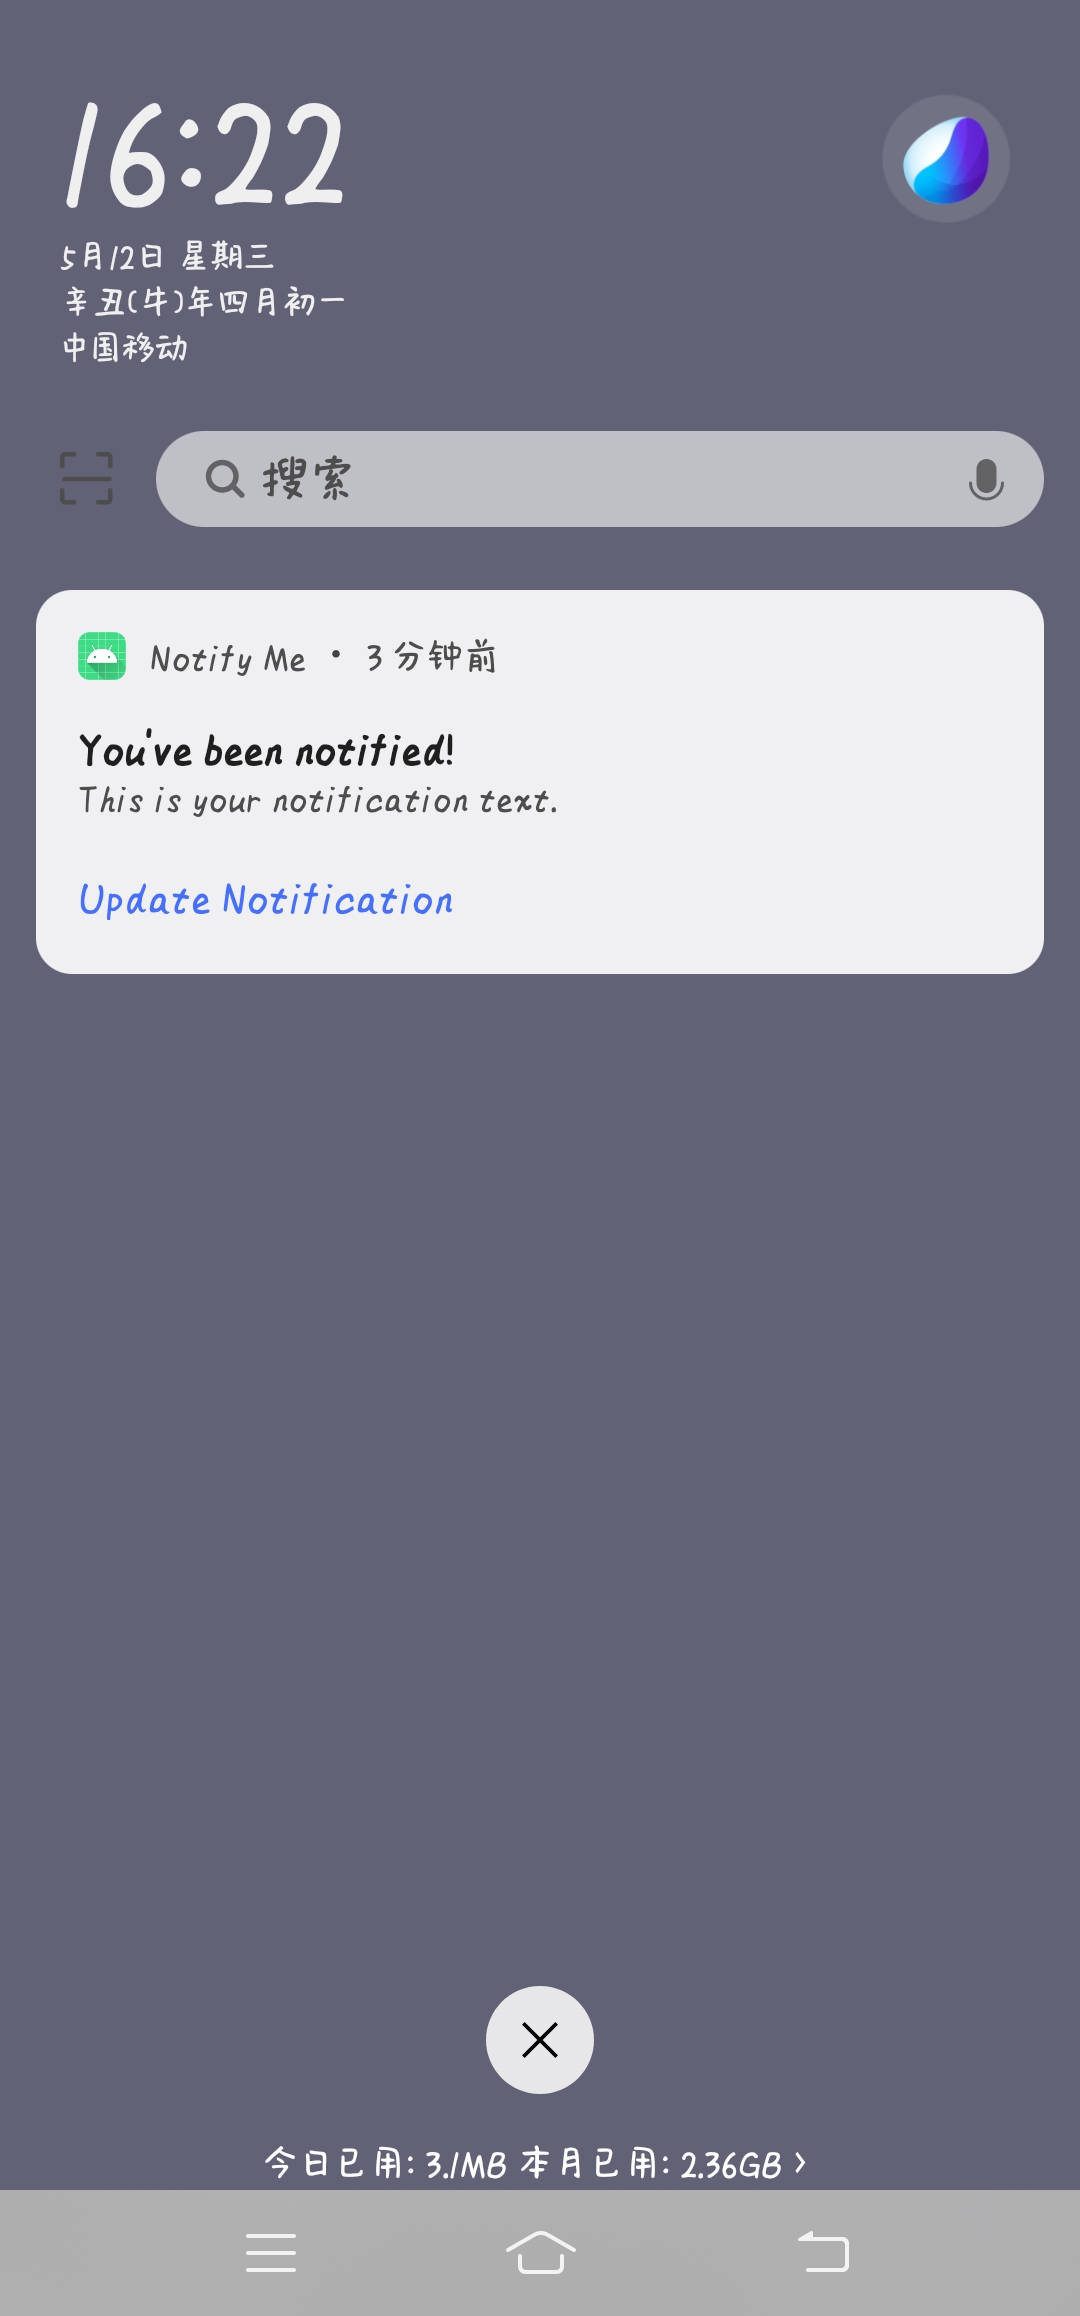 16:22
5月12日 星期三
辛丑(牛)年四月初一
中国移动
搜索
Notify Me • 3 分钟前
You've been notified!
This is your notification text.
Update Notification
今日已用: 3.1MB 本月已用: 2.36GB >